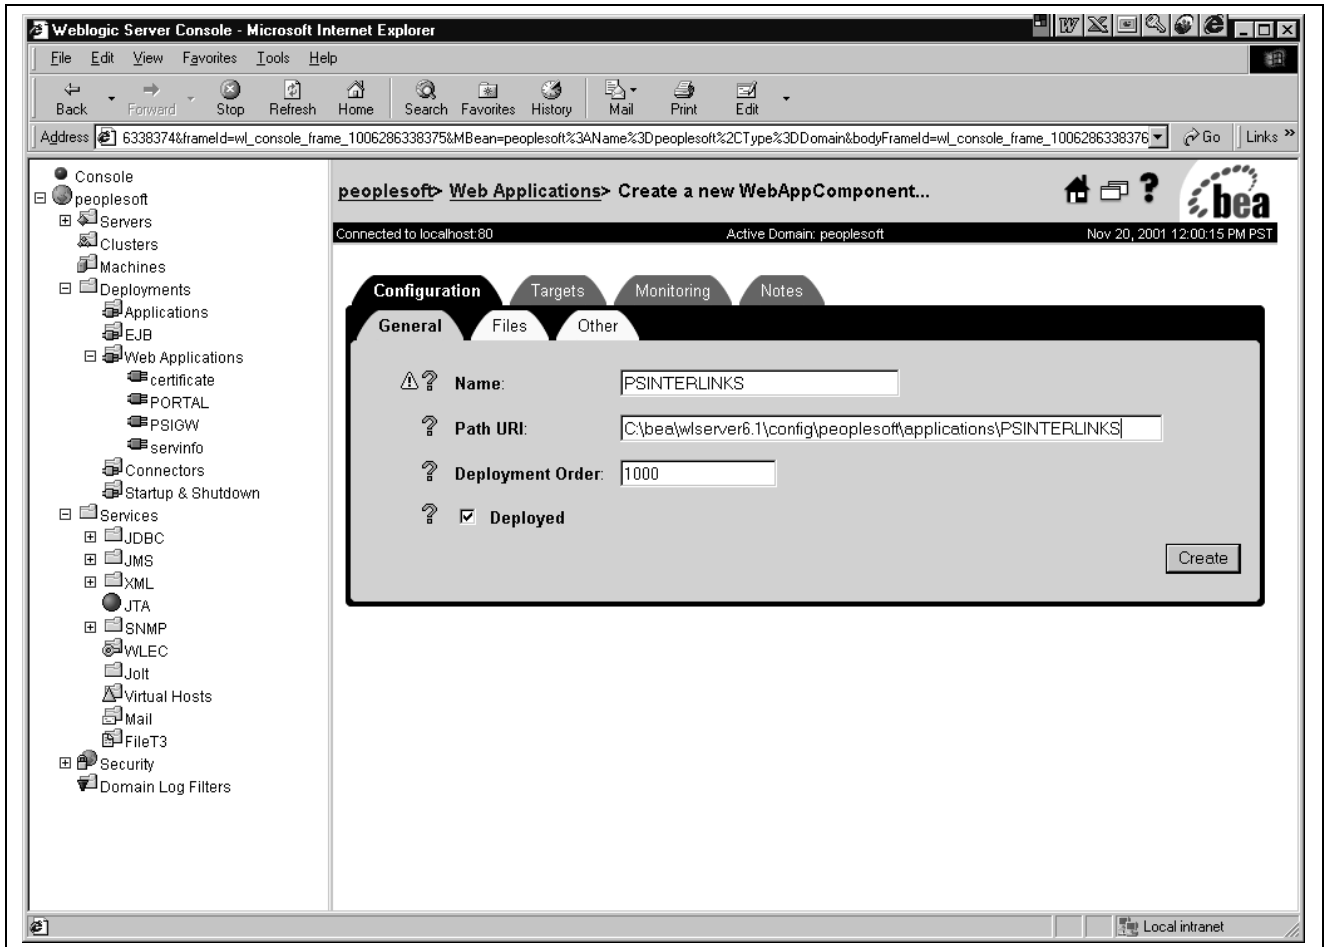 Weblogic Server Console - Microsoft Internet Explorer
File Edit View Favorites Tools Help
Back Forward Stop Refresh Home Search Favorites History Mail Print Edit
Address 6338374&frameId=wl_console_frame_1006286338375&MBean=peoplesoft%3AName%3Dpeoplesoft%2CType%3DDomain&bodyFrameId=wl_console_frame_1006286338376 Go Links »
Console
peoplesoft
Servers
Clusters
Machines
Deployments
Applications
EJB
Web Applications
certificate
PORTAL
PSIGW
servinfo
Connectors
Startup & Shutdown
Services
JDBC
JMS
XML
JTA
SNMP
WLEC
Jolt
Virtual Hosts
Mail
FileT3
Security
Domain Log Filters
peoplesoft> Web Applications> Create a new WebAppComponent...
bea
Connected to localhost:80 Active Domain: peoplesoft Nov 20, 2001 12:00:15 PM PST
Configuration Targets Monitoring Notes
General Files Other
Name: PSINTERLINKS
Path URI: C:\bea\wlserver6.1\config\peoplesoft\applications\PSINTERLINKS
Deployment Order: 1000
Deployed
Create
Local intranet